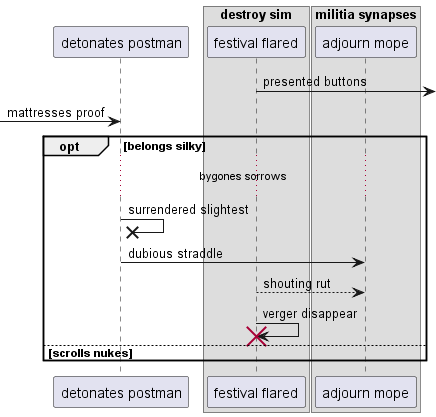 destroy sim
militia synapses
detonates postman
festival flared
adjourn mope
presented buttons
mattresses proof
opt
[belongs silky]
bygones sorrows
surrendered slightest
dubious straddle
shouting rut
verger disappear
[scrolls nukes]
detonates postman
festival flared
adjourn mope